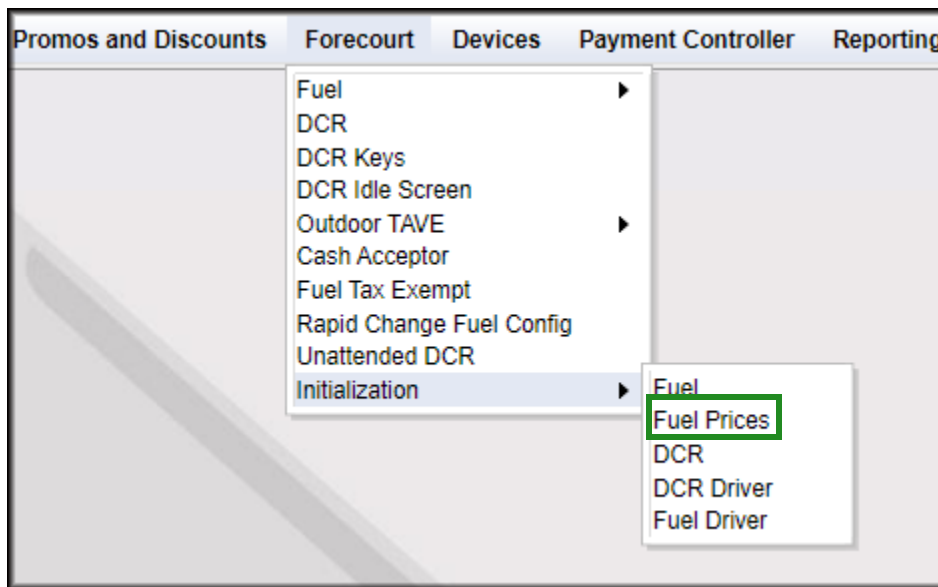 Promos and Discounts Forecourt Devices Payment Controller Reporting
Fuel
DCR
DCR Keys
DCR Idle Screen
Outdoor TAVE
Cash Acceptor
Fuel Tax Exempt
Rapid Change Fuel Config
Unattended DCR
Initialization
Fuel
Fuel Prices
DCR
DCR Driver
Fuel Driver